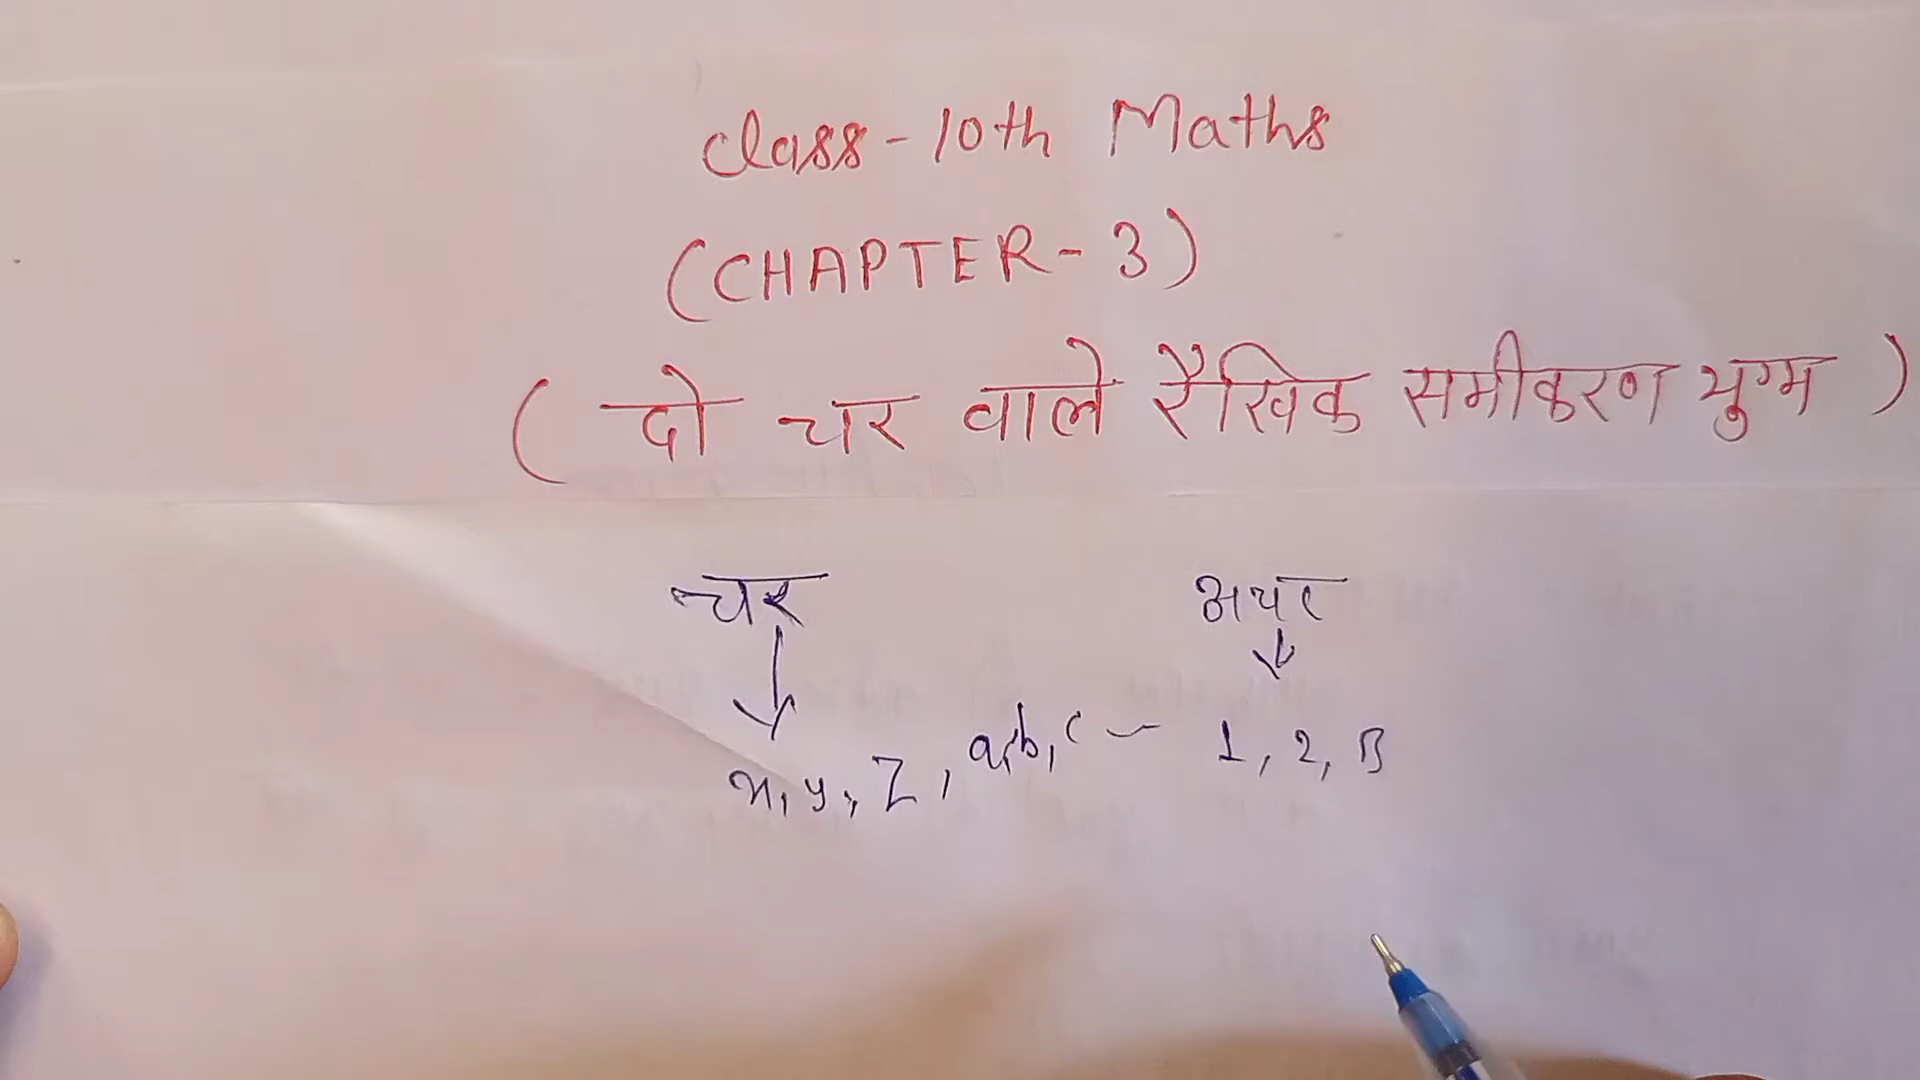 Class-10th Maths
(CHAPTER-3)
(दो चर वाले रैखिक समीकरण युग्म)
चर अचर
x, y, z, a, b, c — 1, 2, 3